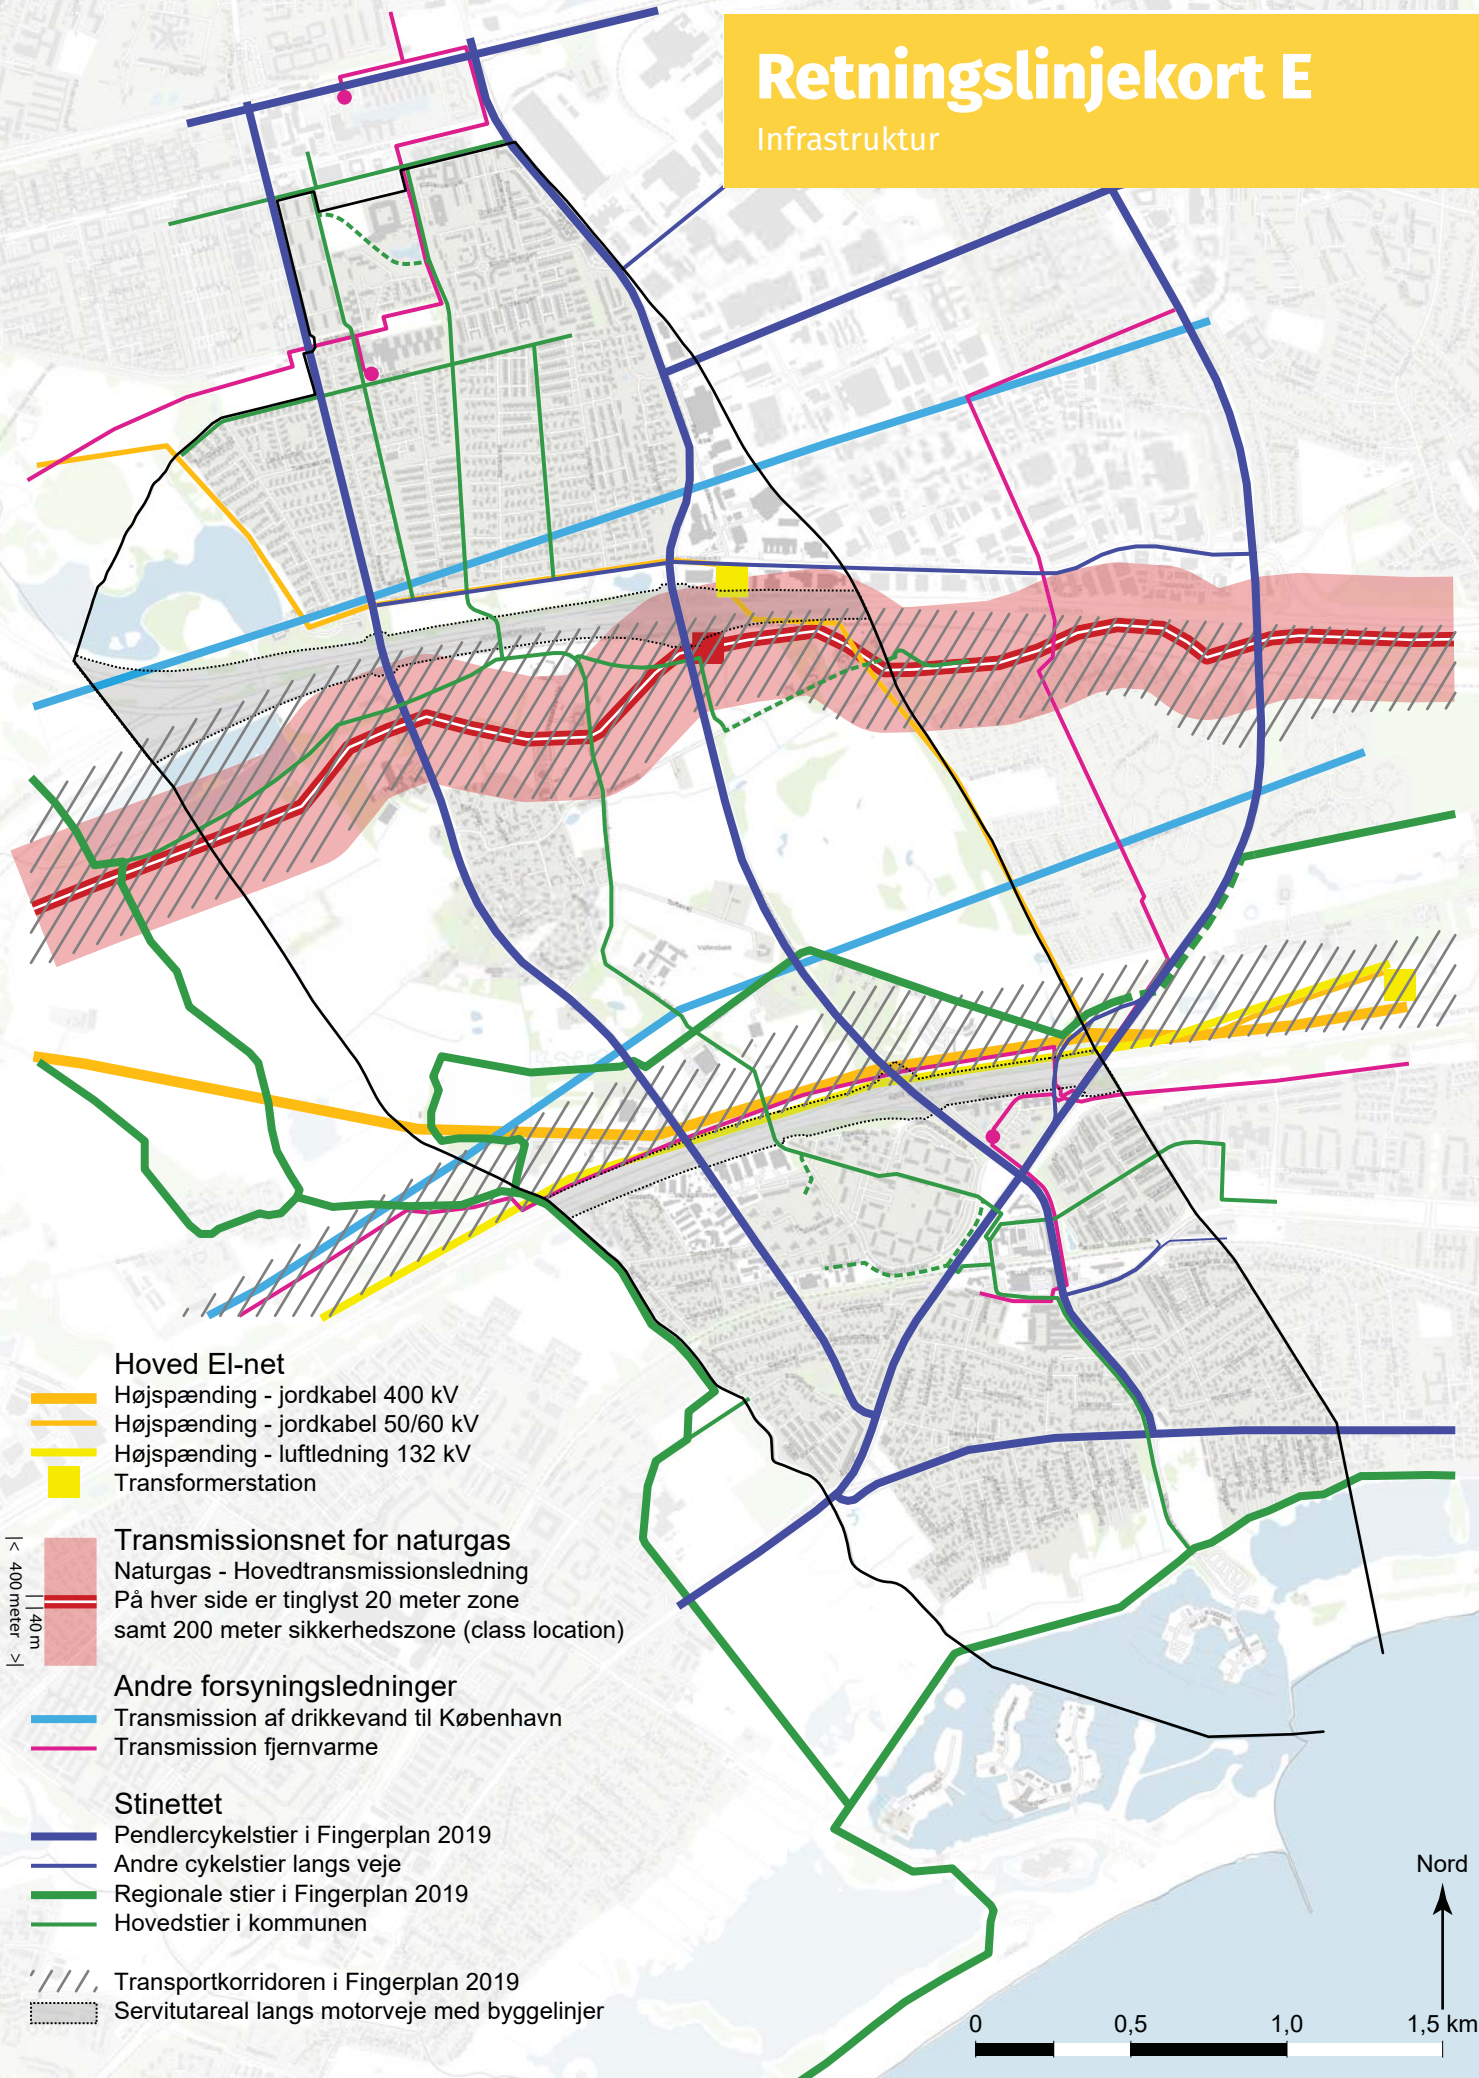 Retningslinjekort E
Infrastruktur
Hoved El-net
Højspænding - jordkabel 400 kV
Højspænding - jordkabel 50/60 kV
Højspænding - luftledning 132 kV
Transformerstation
Transmissionsnet for naturgas
Naturgas - Hovedtransmissionsledning
På hver side er tinglyst 20 meter zone
samt 200 meter sikkerhedszone (class location)
|< 400 meter >|
40 m
Andre forsyningsledninger
Transmission af drikkevand til København
Transmission fjernvarme
Stinettet
Pendlercykelstier i Fingerplan 2019
Andre cykelstier langs veje
Regionale stier i Fingerplan 2019
Hovedstier i kommunen
Transportkorridoren i Fingerplan 2019
Servitutareal langs motorveje med byggelinjer
Nord
0 0,5 1,0 1,5 km